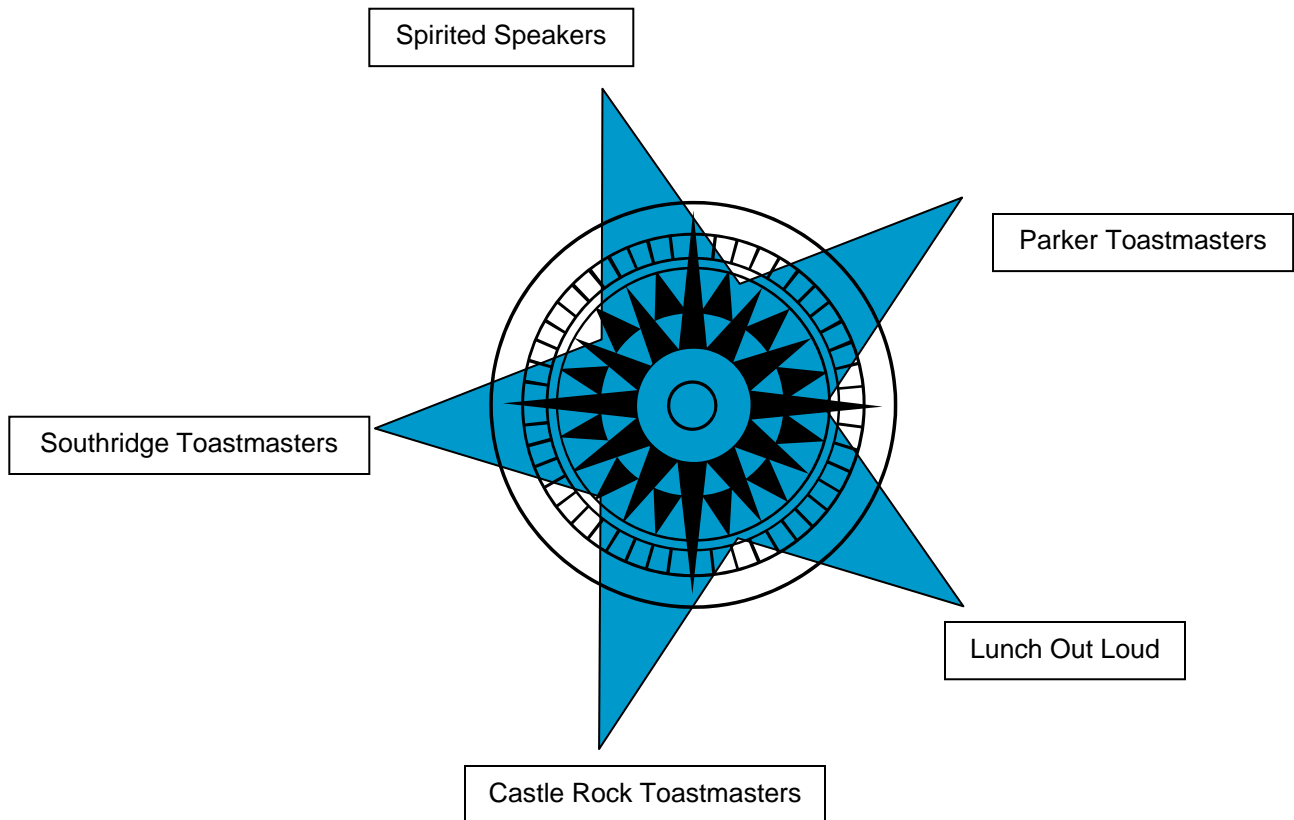 Spirited Speakers
Parker Toastmasters
Southridge Toastmasters
Lunch Out Loud
Castle Rock Toastmasters